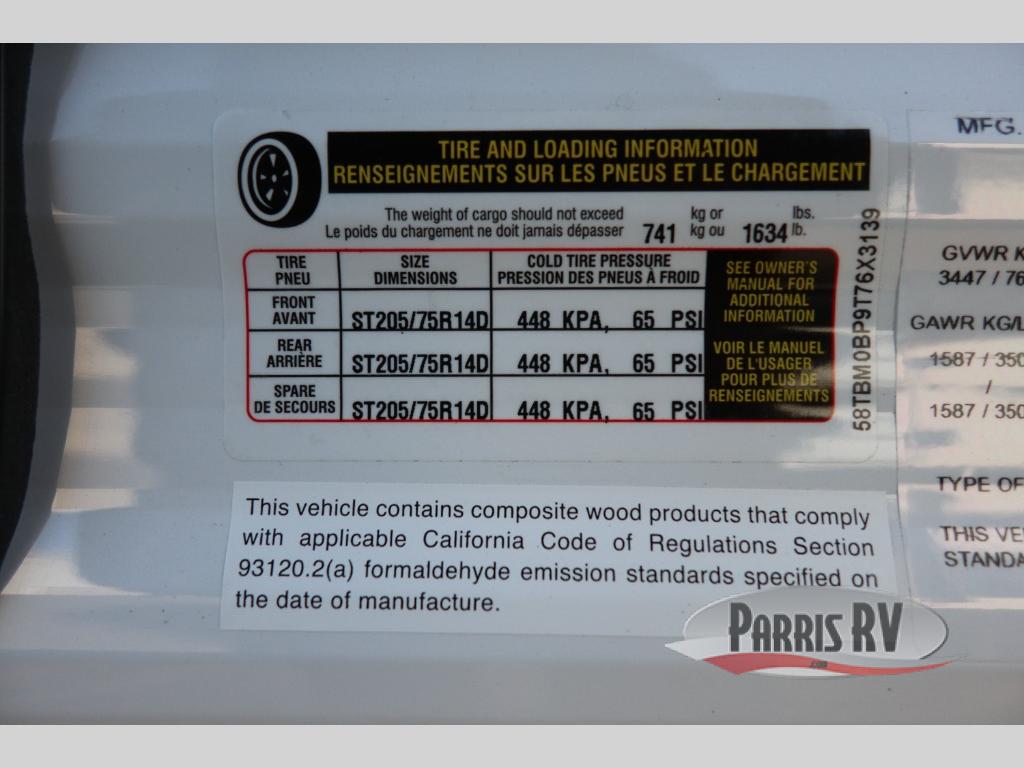 TIRE AND LOADING INFORMATION
RENSEIGNEMENTS SUR LES PNEUS ET LE CHARGEMENT
The weight of cargo should not exceed
Le poids du chargement ne doit jamais dépasser 741 kg or kg ou 1634 lbs. lb.
TIRE PNEU SIZE DIMENSIONS COLD TIRE PRESSURE PRESSION DES PNEUS À FROID
FRONT AVANT ST205/75R14D 448 KPA, 65 PSI
REAR ARRIÈRE ST205/75R14D 448 KPA, 65 PSI
SPARE DE SECOURS ST205/75R14D 448 KPA, 65 PSI
SEE OWNER'S
MANUAL FOR
ADDITIONAL
INFORMATION
VOIR LE MANUEL
DE L'USAGER
POUR PLUS DE
RENSEIGNEMENTS
58TBM0BP9T76X3139
This vehicle contains composite wood products that comply
with applicable California Code of Regulations Section
93120.2(a) formaldehyde emission standards specified on
the date of manufacture.
MFG.
GVWR
3447 / 76
GAWR KG/L
1587 / 350
/
1587 / 350
TYPE OF
THIS VE
STANDA
PARRIS RV
.com